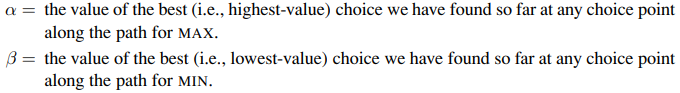 α = the value of the best (i.e., highest-value) choice we have found so far at any choice point
along the path for MAX.
β = the value of the best (i.e., lowest-value) choice we have found so far at any choice point
along the path for MIN.